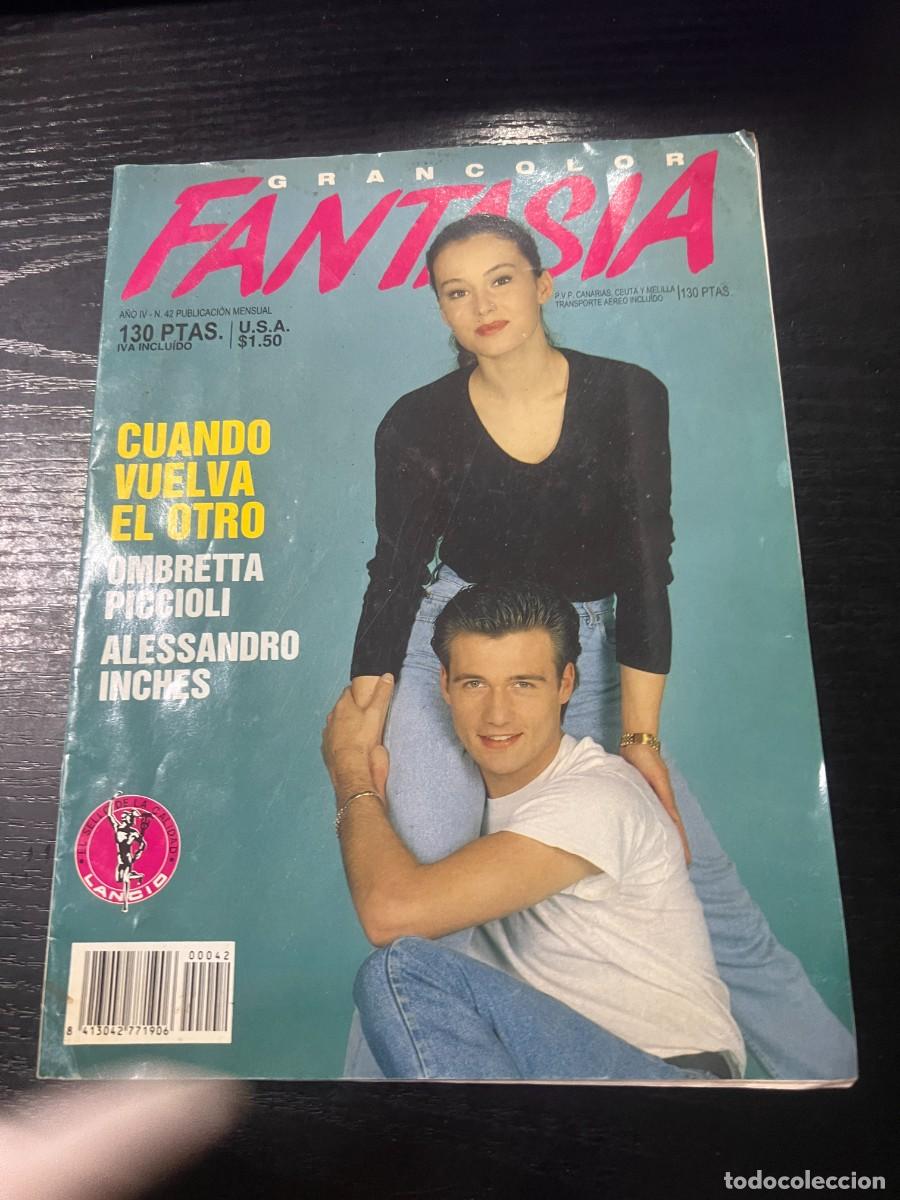 GRANCOLOR
FANTASIA
AÑO IV - N. 42 PUBLICACIÓN MENSUAL
130 PTAS.
IVA INCLUÍDO
U.S.A.
$1.50
P.V.P. CANARIAS, CEUTA Y MELILLA
TRANSPORTE AEREO INCLUÍDO
130 PTAS.
CUANDO
VUELVA
EL OTRO
OMBRETTA
PICCIOLI
ALESSANDRO
INCHES
• EL SELLO DE LA CALIDAD •
LANCIO
00042
8 413042 771906
todocoleccion